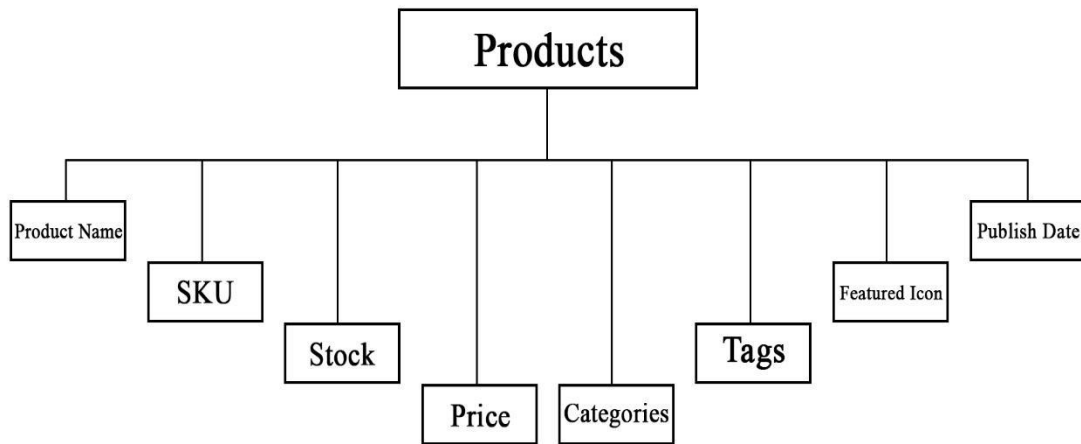 Products
Product Name
SKU
Stock
Price
Categories
Tags
Featured Icon
Publish Date